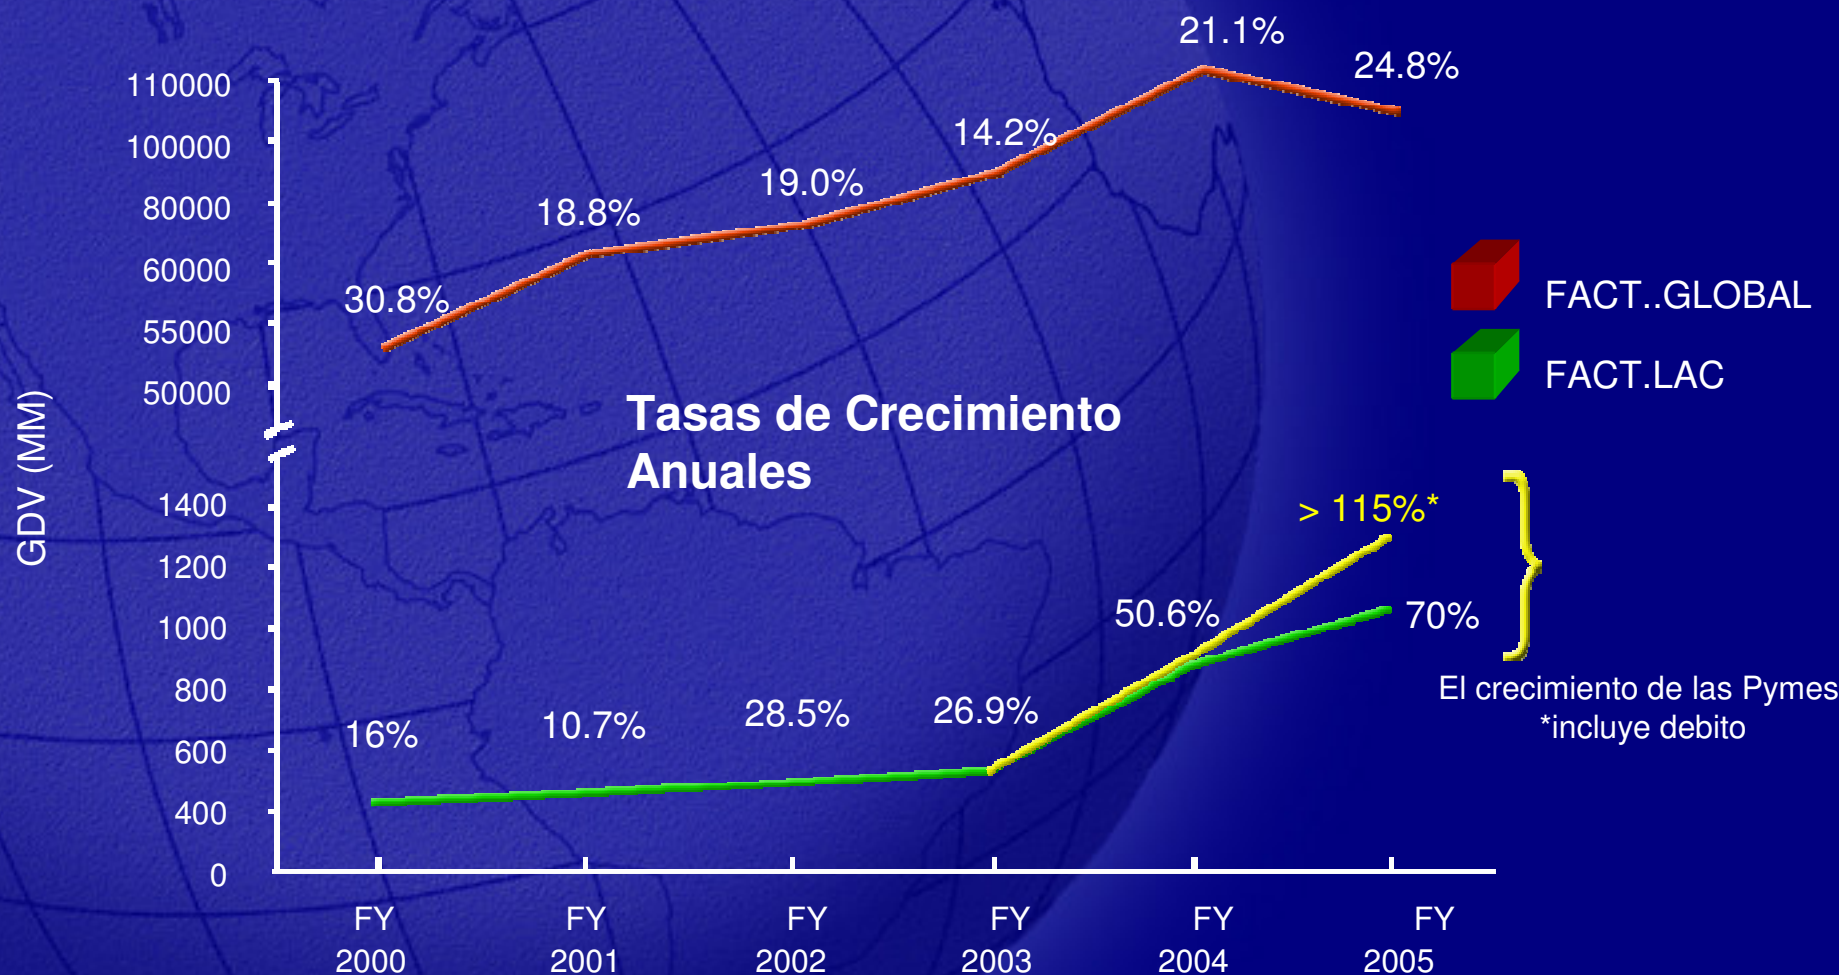 21.1%
24.8%
14.2%
19.0%
18.8%
30.8%
110000
100000
80000
60000
55000
50000
GDV (MM)
1400
1200
1000
800
600
400
0
Tasas de Crecimiento
Anuales
FACT..GLOBAL
FACT.LAC
> 115%*
50.6%
70%
16%
10.7%
28.5%
26.9%
El crecimiento de las Pymes
*incluye debito
FY
2000
FY
2001
FY
2002
FY
2003
FY
2004
FY
2005